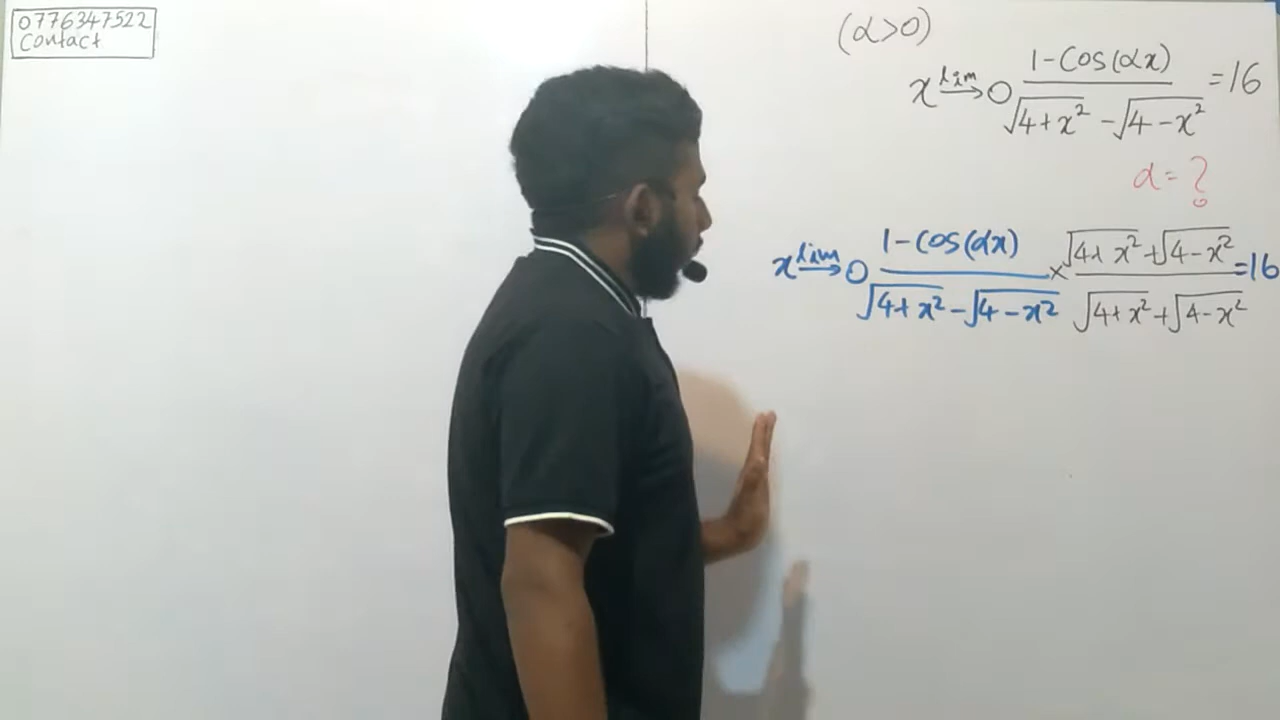 0776347522
Contact
(α>0)
lim x→0 (1-Cos(αx))/(√(4+x²) - √(4-x²)) = 16
α = ?
lim x→0 (1-Cos(αx))/(√(4+x²) - √(4-x²)) × (√(4+x²) + √(4-x²))/(√(4+x²) + √(4-x²)) = 16